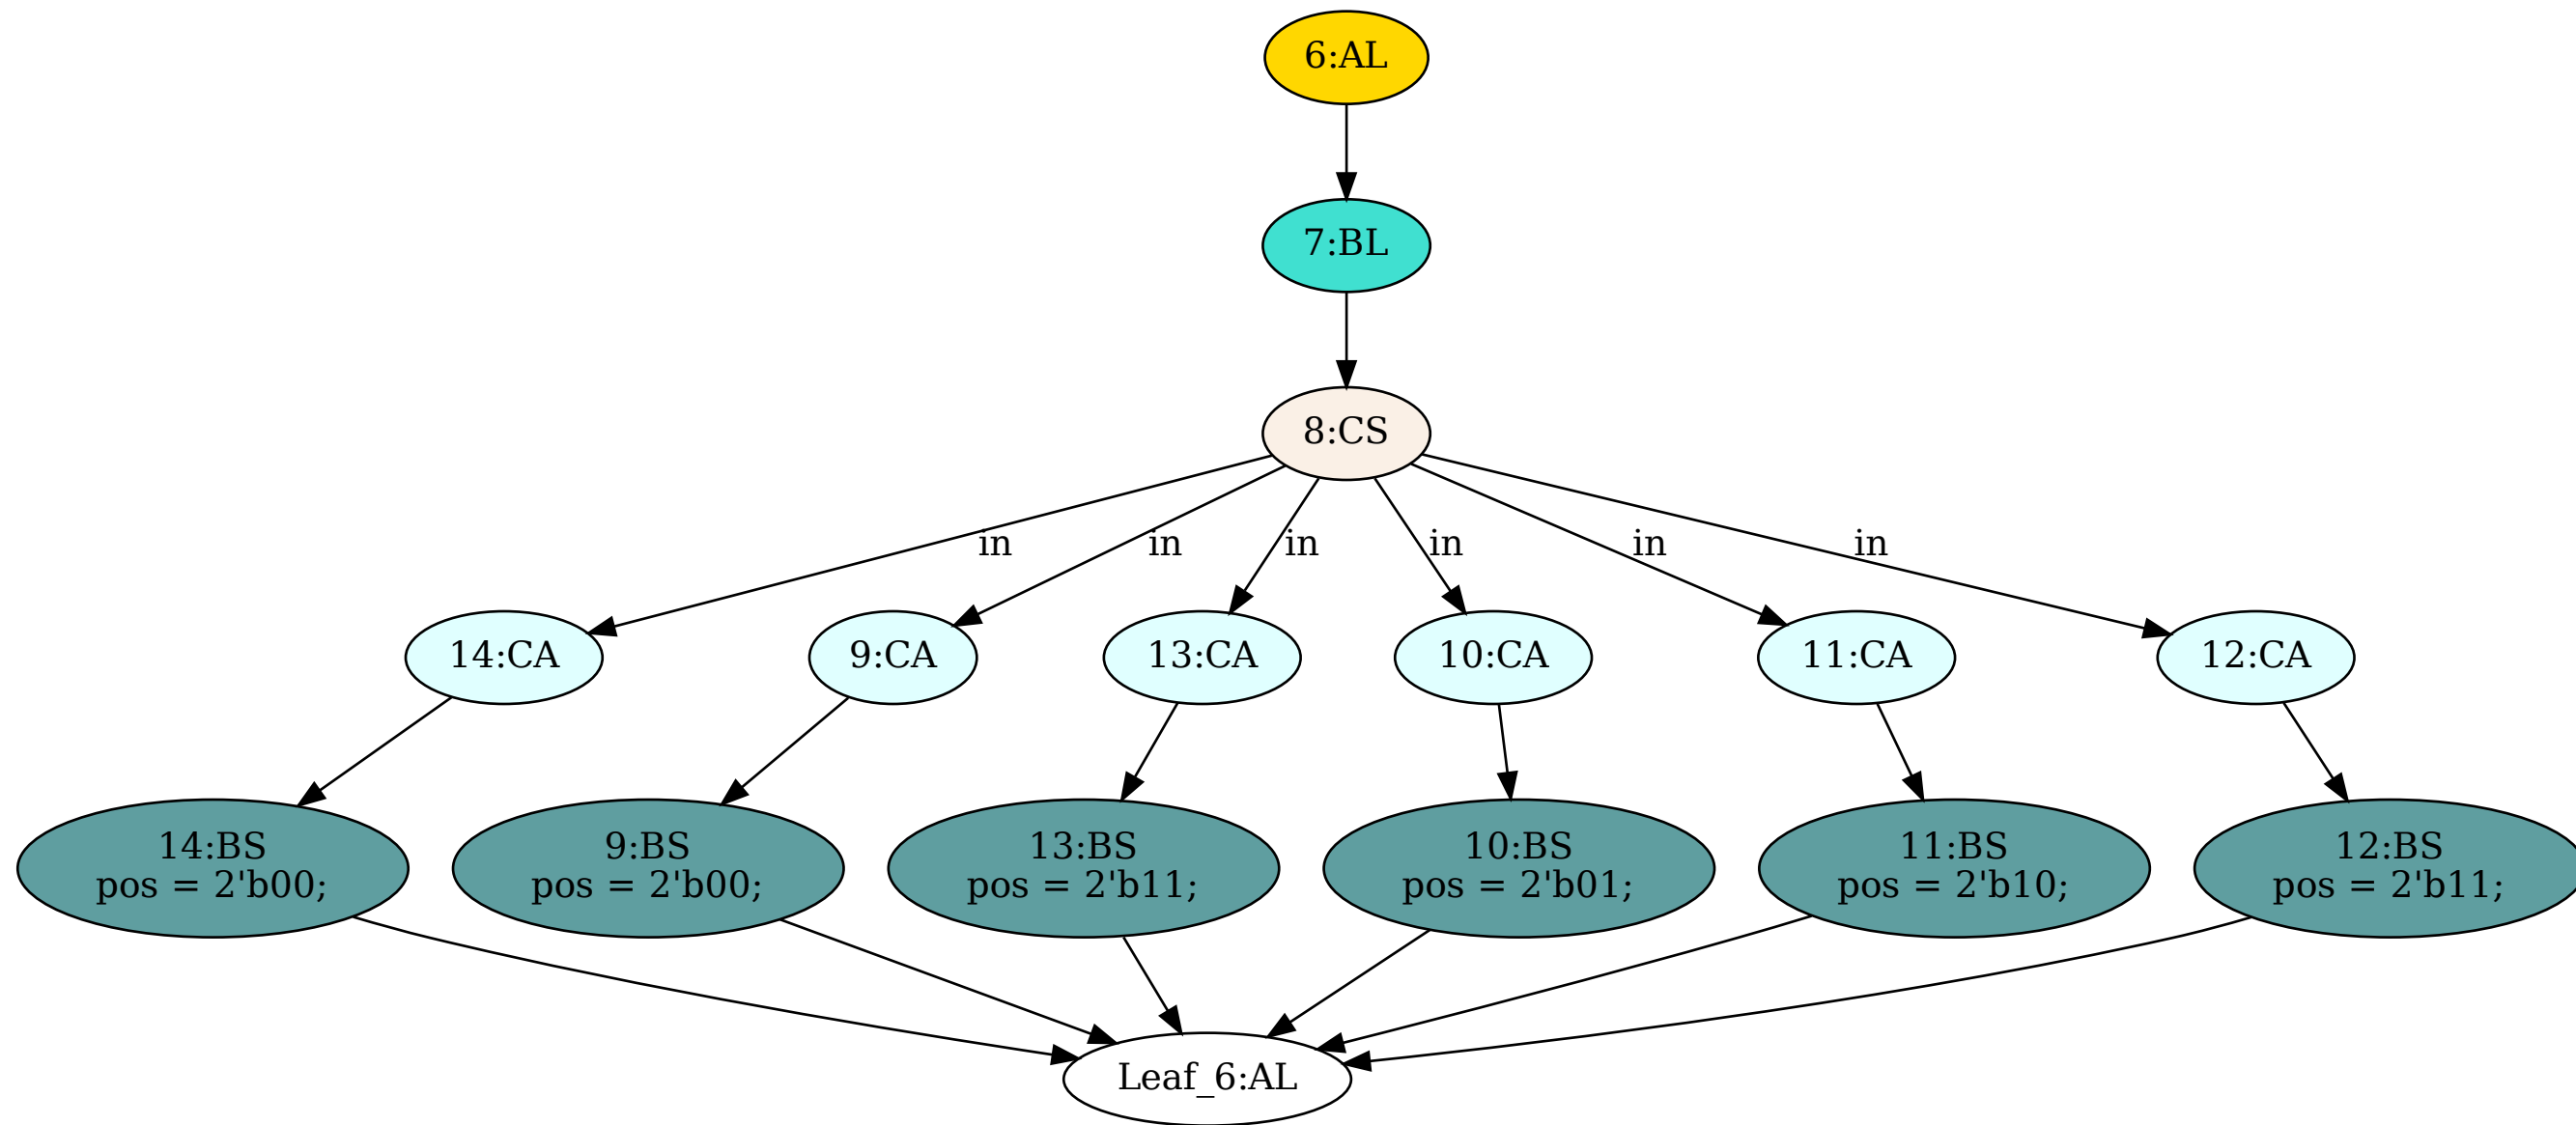 6:AL
7:BL
8:CS
in
in
in
in
in
in
14:CA
9:CA
13:CA
10:CA
11:CA
12:CA
14:BS
pos = 2'b00;
9:BS
pos = 2'b00;
13:BS
pos = 2'b11;
10:BS
pos = 2'b01;
11:BS
pos = 2'b10;
12:BS
pos = 2'b11;
Leaf_6:AL